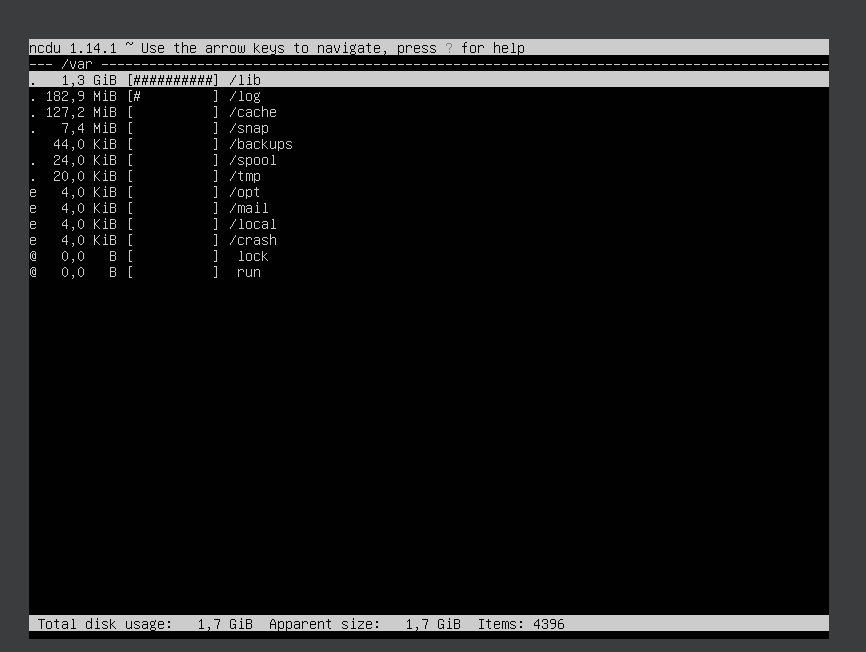 ncdu 1.14.1 ~ Use the arrow keys to navigate, press ? for help
--- /var -------------------------------------------------------------------------------------------
.   1,3 GiB [##########] /lib
. 182,9 MiB [#         ] /log
. 127,2 MiB [          ] /cache
.   7,4 MiB [          ] /snap
   44,0 KiB [          ] /backups
.  24,0 KiB [          ] /spool
.  20,0 KiB [          ] /tmp
e   4,0 KiB [          ] /opt
e   4,0 KiB [          ] /mail
e   4,0 KiB [          ] /local
e   4,0 KiB [          ] /crash
@   0,0   B [          ]  lock
@   0,0   B [          ]  run
Total disk usage:   1,7 GiB  Apparent size:   1,7 GiB  Items: 4396